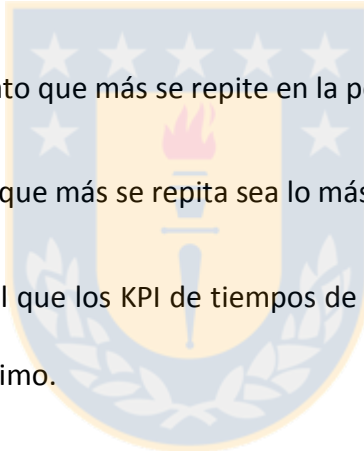 to que más se repite en la p
que más se repita sea lo más
l que los KPI de tiempos de
imo.